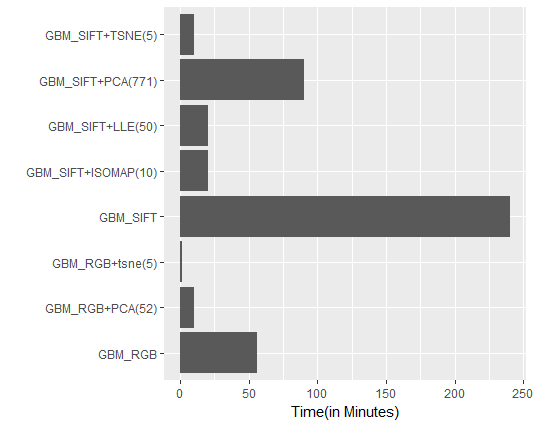 GBM_SIFT+TSNE(5)
GBM_SIFT+PCA(771)
GBM_SIFT+LLE(50)
GBM_SIFT+ISOMAP(10)
GBM_SIFT
GBM_RGB+tsne(5)
GBM_RGB+PCA(52)
GBM_RGB
0 50 100 150 200 250
Time(in Minutes)